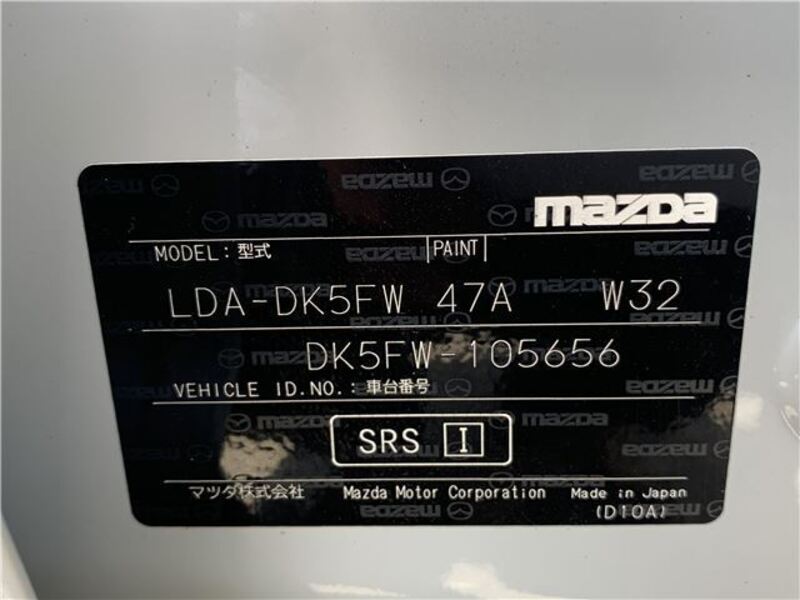 mazda
MODEL：型式 PAINT
LDA-DK5FW 47A W32
DK5FW-105656
VEHICLE ID.NO.：車台番号
SRS I
マツダ株式会社 Mazda Motor Corporation Made in Japan
(D10A)